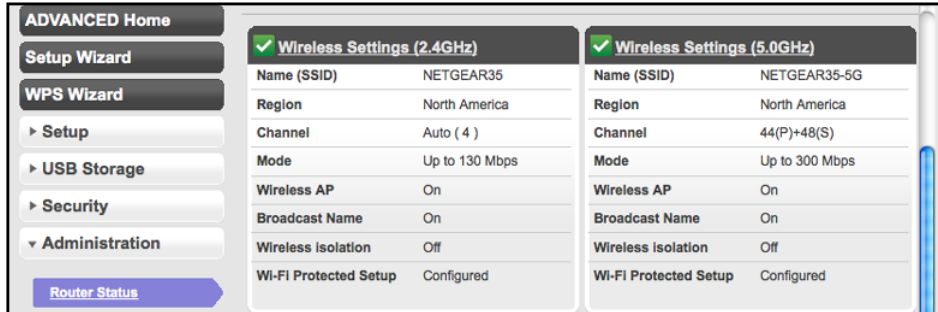 ADVANCED Home
Setup Wizard
WPS Wizard
Setup
USB Storage
Security
Administration
Router Status
Wireless Settings (2.4GHz)
Name (SSID) NETGEAR35
Region North America
Channel Auto ( 4 )
Mode Up to 130 Mbps
Wireless AP On
Broadcast Name On
Wireless isolation Off
Wi-Fi Protected Setup Configured
Wireless Settings (5.0GHz)
Name (SSID) NETGEAR35-5G
Region North America
Channel 44(P)+48(S)
Mode Up to 300 Mbps
Wireless AP On
Broadcast Name On
Wireless isolation Off
Wi-Fi Protected Setup Configured